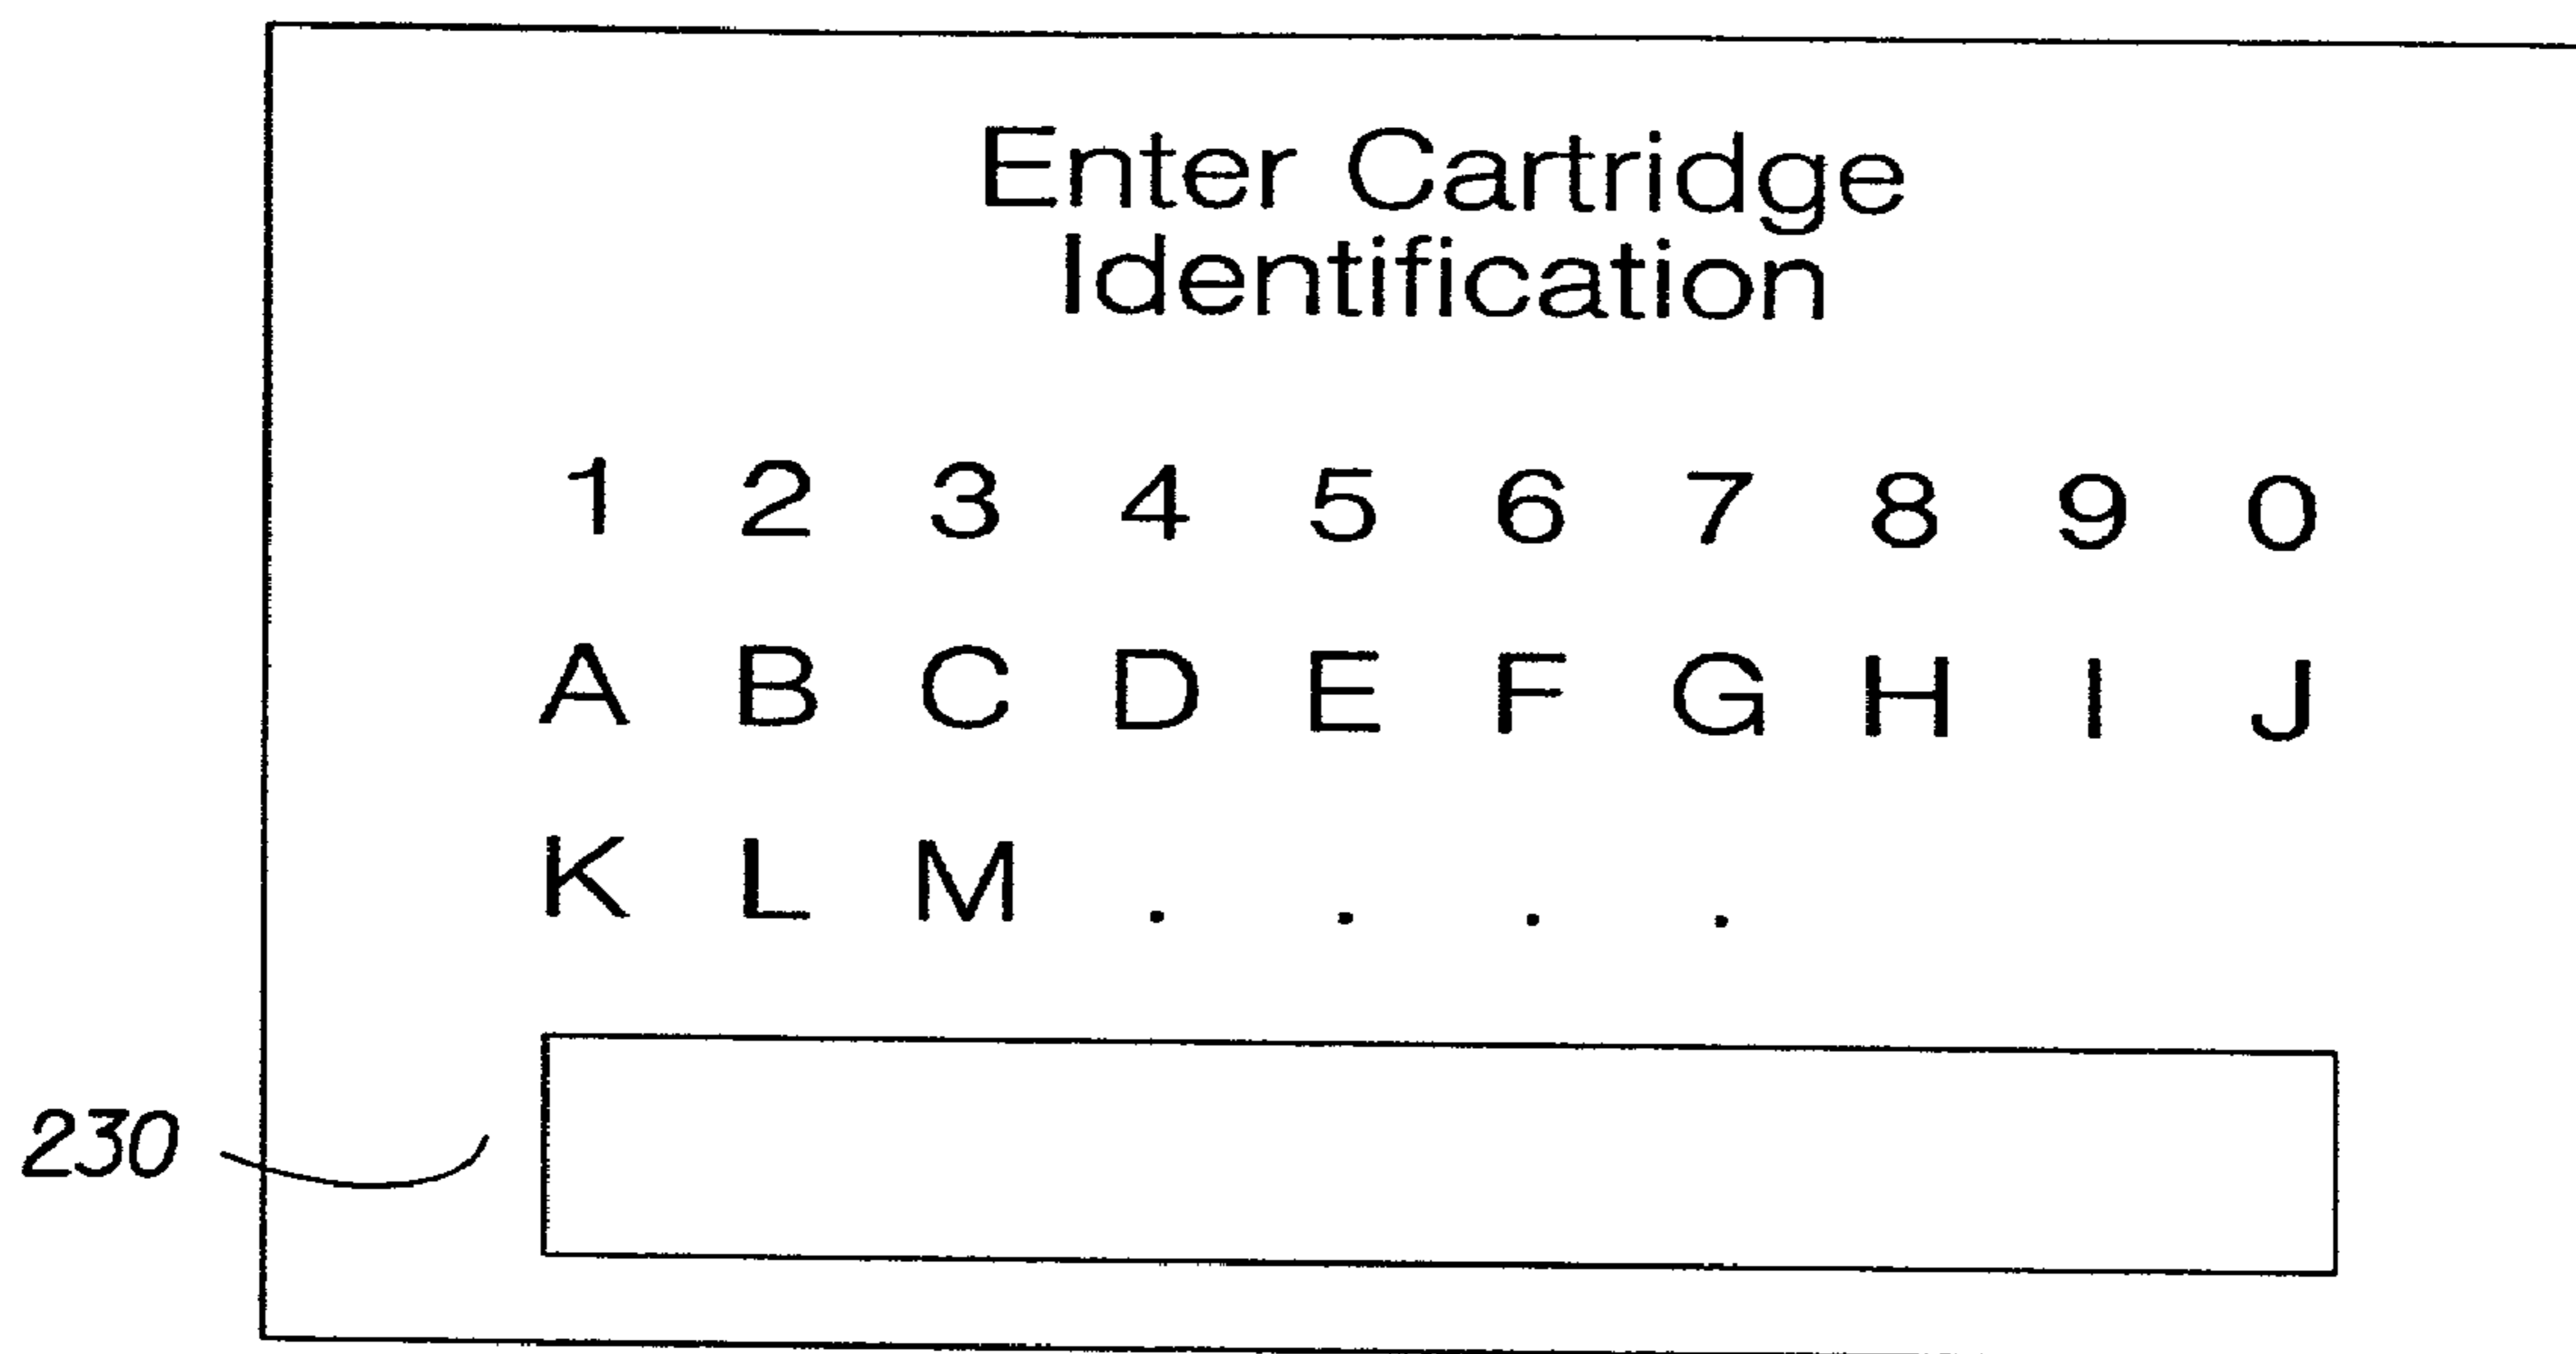 Enter Cartridge
Identification
1 2 3 4 5 6 7 8 9 0
A B C D E F G H I J
K L M . . . .
230